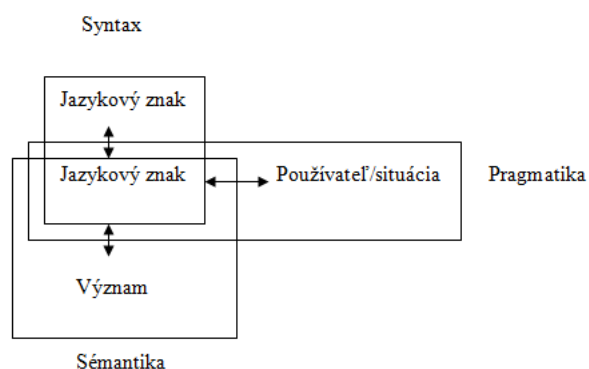 Syntax
Jazykový znak
Jazykový znak
Používateľ/situácia
Pragmatika
Význam
Sémantika